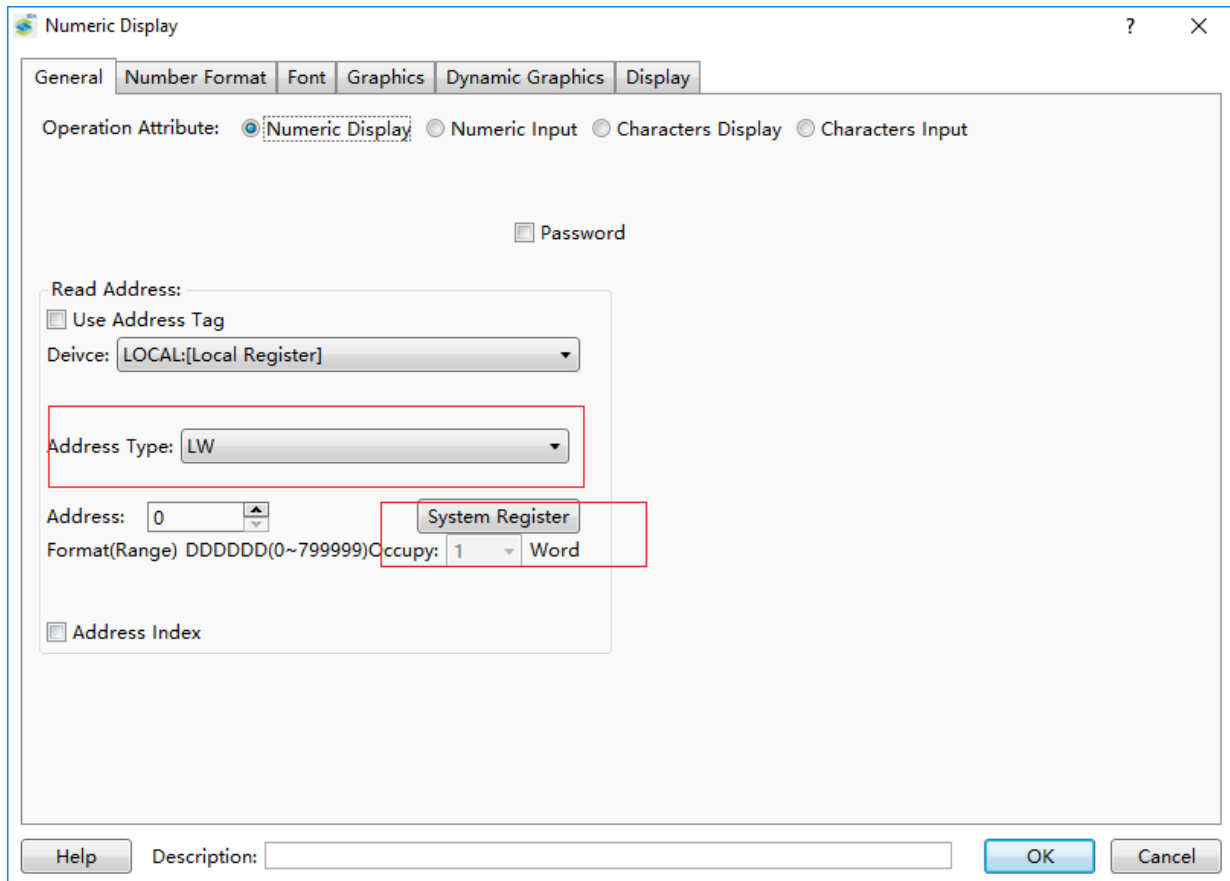 Numeric Display ?
General Number Format Font Graphics Dynamic Graphics Display
Operation Attribute: Numeric Display Numeric Input Characters Display Characters Input
Password
Read Address:
Use Address Tag
Deivce: LOCAL:[Local Register]
Address Type: LW
Address: 0 System Register
Format(Range) DDDDDD(0~799999)Occupy: 1 Word
Address Index
Help Description: OK Cancel